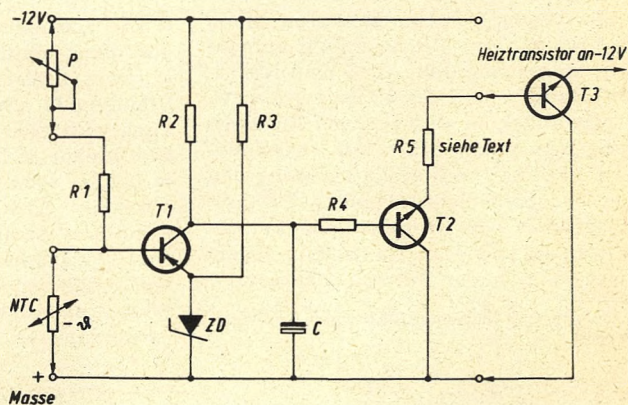 -12V
P
Heiztransistor an-12V
T3
R2
R3
R5 siehe Text
R1
T1
R4
T2
NTC
-ϑ
ZD
C
+
Masse